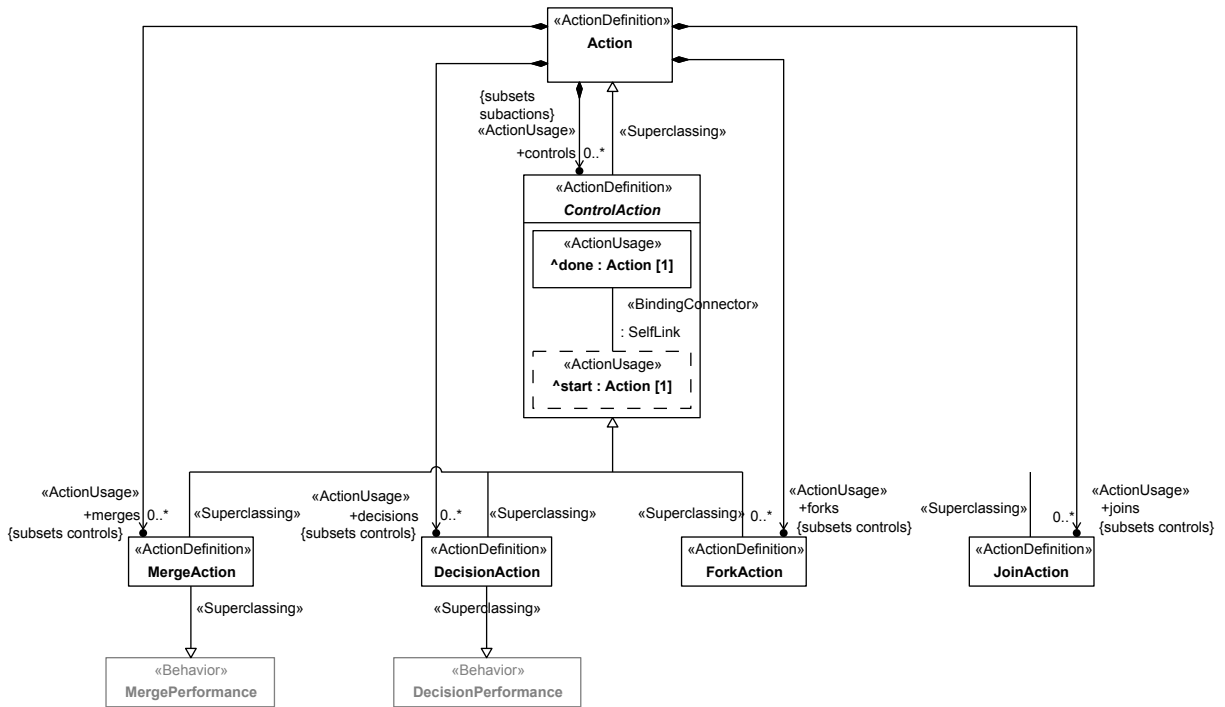 «ActionDefinition»
Action
{subsets
subactions}
«ActionUsage»
+controls 0..*
«Superclassing»
«ActionDefinition»
ControlAction
«ActionUsage»
^done : Action [1]
«BindingConnector»
: SelfLink
«ActionUsage»
^start : Action [1]
«ActionUsage»
+merges 0..*
{subsets controls}
«Superclassing»
«ActionUsage»
+decisions 0..*
{subsets controls}
«Superclassing»
«Superclassing»
«ActionUsage»
0..* +forks
{subsets controls}
«Superclassing»
«ActionUsage»
0..* +joins
{subsets controls}
«ActionDefinition»
MergeAction
«ActionDefinition»
DecisionAction
«ActionDefinition»
ForkAction
«ActionDefinition»
JoinAction
«Superclassing»
«Superclassing»
«Behavior»
MergePerformance
«Behavior»
DecisionPerformance